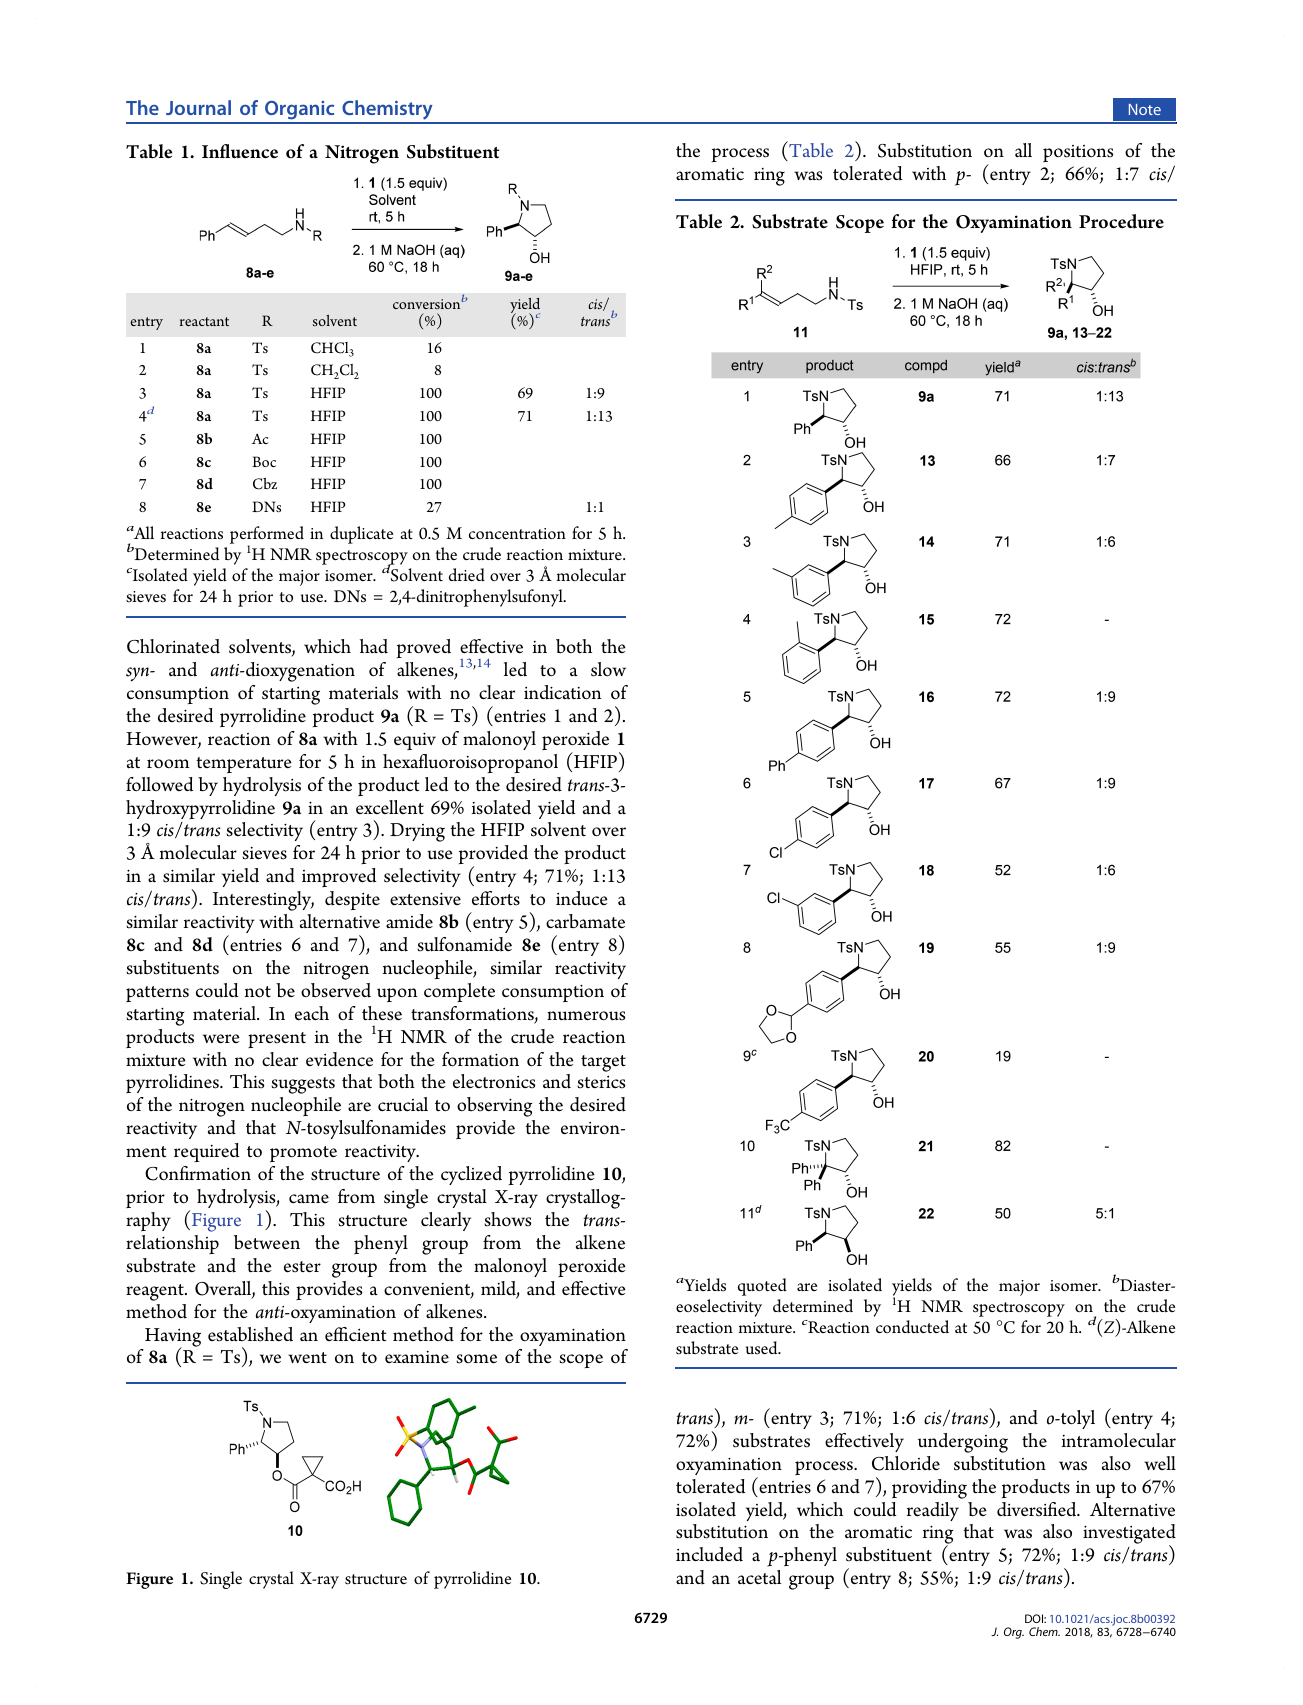 The Journal of Organic Chemistry
Note
Table 1. Influence of a Nitrogen Substituent
1. 1 (1.5 equiv)
Solvent
rt, 5 h
2. 1 M NaOH (aq)
60 °C, 18 h
Ph
H
N
R
8a-e
R
N
Ph
OH
9a-e
entry reactant R solvent conversionᵇ (%) yield (%)ᶜ cis/transᵇ
1 8a Ts CHCl₃ 16
2 8a Ts CH₂Cl₂ 8
3 8a Ts HFIP 100 69 1:9
4ᵈ 8a Ts HFIP 100 71 1:13
5 8b Ac HFIP 100
6 8c Boc HFIP 100
7 8d Cbz HFIP 100
8 8e DNs HFIP 27 1:1
ᵃAll reactions performed in duplicate at 0.5 M concentration for 5 h.
ᵇDetermined by ¹H NMR spectroscopy on the crude reaction mixture.
ᶜIsolated yield of the major isomer. ᵈSolvent dried over 3 Å molecular
sieves for 24 h prior to use. DNs = 2,4-dinitrophenylsufonyl.
Chlorinated solvents, which had proved effective in both the
syn- and anti-dioxygenation of alkenes,¹³,¹⁴ led to a slow
consumption of starting materials with no clear indication of
the desired pyrrolidine product 9a (R = Ts) (entries 1 and 2).
However, reaction of 8a with 1.5 equiv of malonoyl peroxide 1
at room temperature for 5 h in hexafluoroisopropanol (HFIP)
followed by hydrolysis of the product led to the desired trans-3-
hydroxypyrrolidine 9a in an excellent 69% isolated yield and a
1:9 cis/trans selectivity (entry 3). Drying the HFIP solvent over
3 Å molecular sieves for 24 h prior to use provided the product
in a similar yield and improved selectivity (entry 4; 71%; 1:13
cis/trans). Interestingly, despite extensive efforts to induce a
similar reactivity with alternative amide 8b (entry 5), carbamate
8c and 8d (entries 6 and 7), and sulfonamide 8e (entry 8)
substituents on the nitrogen nucleophile, similar reactivity
patterns could not be observed upon complete consumption of
starting material. In each of these transformations, numerous
products were present in the ¹H NMR of the crude reaction
mixture with no clear evidence for the formation of the target
pyrrolidines. This suggests that both the electronics and sterics
of the nitrogen nucleophile are crucial to observing the desired
reactivity and that N-tosylsulfonamides provide the environ-
ment required to promote reactivity.
Confirmation of the structure of the cyclized pyrrolidine 10,
prior to hydrolysis, came from single crystal X-ray crystallog-
raphy (Figure 1). This structure clearly shows the trans-
relationship between the phenyl group from the alkene
substrate and the ester group from the malonoyl peroxide
reagent. Overall, this provides a convenient, mild, and effective
method for the anti-oxyamination of alkenes.
Having established an efficient method for the oxyamination
of 8a (R = Ts), we went on to examine some of the scope of
Ts
N
Ph
O
O
CO₂H
10
Figure 1. Single crystal X-ray structure of pyrrolidine 10.
the process (Table 2). Substitution on all positions of the
aromatic ring was tolerated with p- (entry 2; 66%; 1:7 cis/
Table 2. Substrate Scope for the Oxyamination Procedure
R²
R¹
H
N
Ts
11
1. 1 (1.5 equiv)
HFIP, rt, 5 h
2. 1 M NaOH (aq)
60 °C, 18 h
TsN
R²
R¹
OH
9a, 13–22
entry product compd yieldᵃ cis:transᵇ
1 TsN Ph OH 9a 71 1:13
2 TsN OH 13 66 1:7
3 TsN OH 14 71 1:6
4 TsN OH 15 72 -
5 TsN OH Ph 16 72 1:9
6 TsN OH Cl 17 67 1:9
7 TsN Cl OH 18 52 1:6
8 TsN OH O O 19 55 1:9
9ᶜ TsN OH F₃C 20 19 -
10 TsN Ph Ph OH 21 82 -
11ᵈ TsN Ph OH 22 50 5:1
ᵃYields quoted are isolated yields of the major isomer. ᵇDiaster-
eoselectivity determined by ¹H NMR spectroscopy on the crude
reaction mixture. ᶜReaction conducted at 50 °C for 20 h. ᵈ(Z)-Alkene
substrate used.
trans), m- (entry 3; 71%; 1:6 cis/trans), and o-tolyl (entry 4;
72%) substrates effectively undergoing the intramolecular
oxyamination process. Chloride substitution was also well
tolerated (entries 6 and 7), providing the products in up to 67%
isolated yield, which could readily be diversified. Alternative
substitution on the aromatic ring that was also investigated
included a p-phenyl substituent (entry 5; 72%; 1:9 cis/trans)
and an acetal group (entry 8; 55%; 1:9 cis/trans).
6729
DOI: 10.1021/acs.joc.8b00392
J. Org. Chem. 2018, 83, 6728−6740